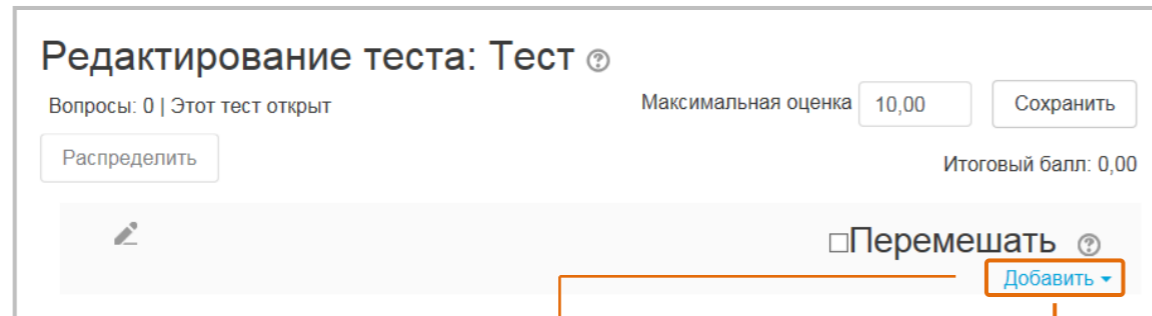 Редактирование теста: Тест
Вопросы: 0 | Этот тест открыт
Максимальная оценка 10,00 Сохранить
Распределить
Итоговый балл: 0,00
Перемешать
Добавить